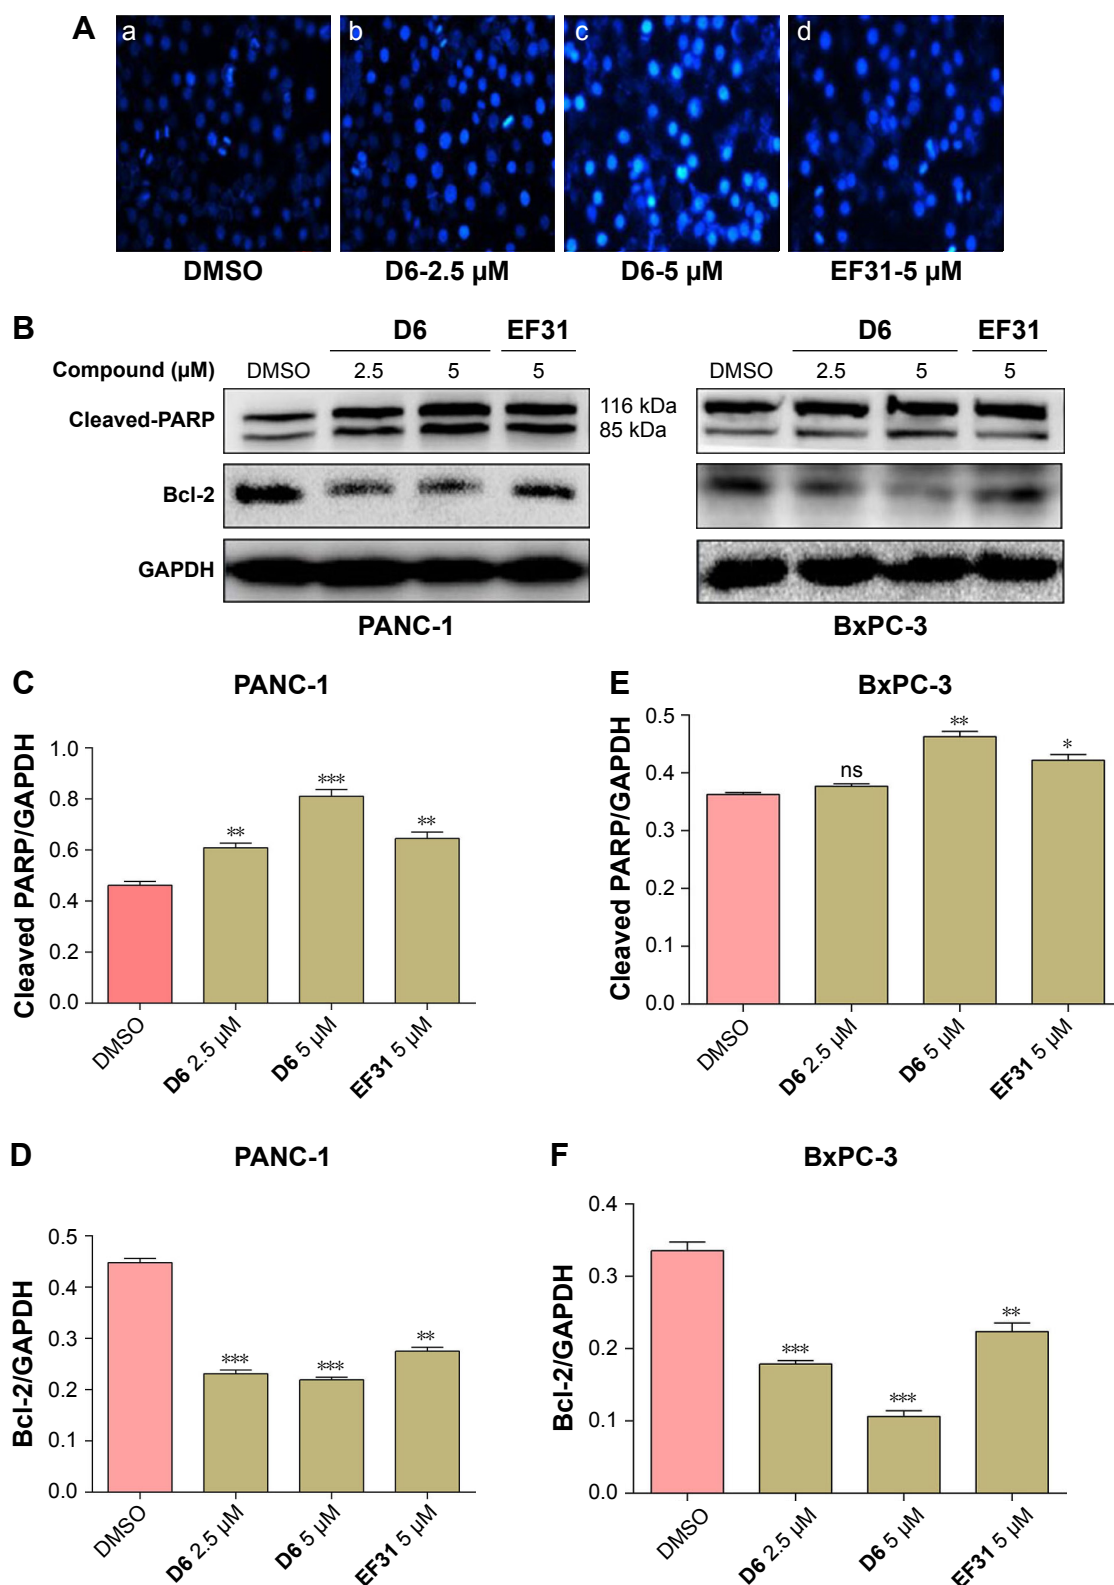 A
a b c d
DMSO D6-2.5 µM D6-5 µM EF31-5 µM
B
D6 EF31 D6 EF31
Compound (µM) DMSO 2.5 5 5 DMSO 2.5 5 5
Cleaved-PARP
116 kDa
85 kDa
Bcl-2
GAPDH
PANC-1 BxPC-3
C PANC-1
Cleaved PARP/GAPDH
1.0
0.8
0.6
0.4
0.2
0.0
** *** **
DMSO D6 2.5 µM D6 5 µM EF31 5 µM
E BxPC-3
Cleaved PARP/GAPDH
0.5
0.4
0.3
0.2
0.1
0.0
ns ** *
DMSO D6 2.5 µM D6 5 µM EF31 5 µM
D PANC-1
Bcl-2/GAPDH
0.5
0.4
0.3
0.2
0.1
0.0
*** *** **
DMSO D6 2.5 µM D6 5 µM EF31 5 µM
F BxPC-3
Bcl-2/GAPDH
0.4
0.3
0.2
0.1
0.0
*** *** **
DMSO D6 2.5 µM D6 5 µM EF31 5 µM